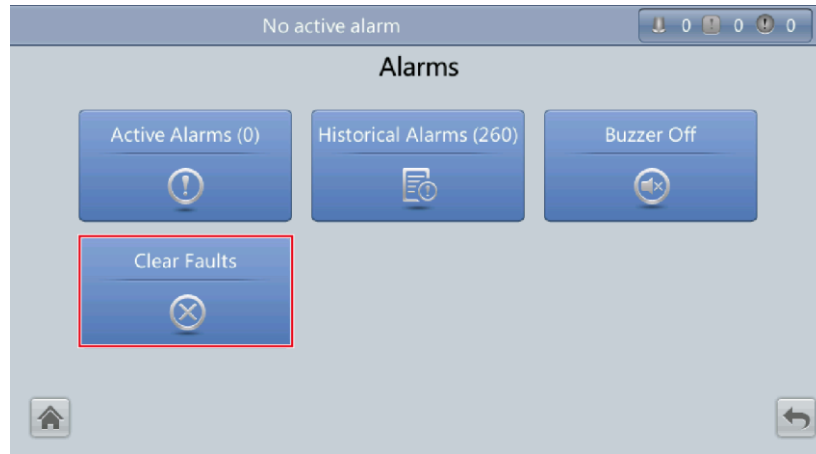 No active alarm
0 0 0
Alarms
Active Alarms (0)
Historical Alarms (260)
Buzzer Off
Clear Faults